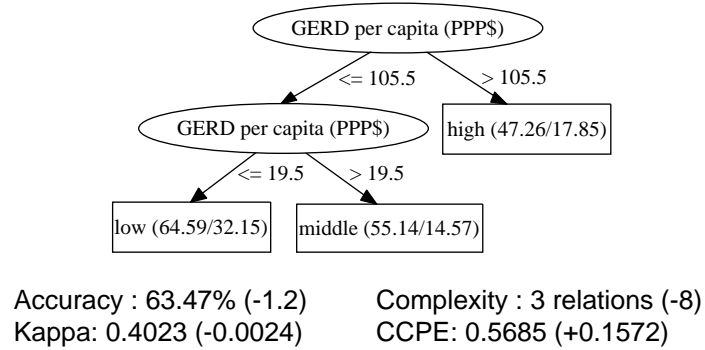 GERD per capita (PPP$)
<= 105.5
> 105.5
GERD per capita (PPP$)
high (47.26/17.85)
<= 19.5
> 19.5
low (64.59/32.15)
middle (55.14/14.57)
Accuracy : 63.47% (-1.2)
Complexity : 3 relations (-8)
Kappa: 0.4023 (-0.0024)
CCPE: 0.5685 (+0.1572)